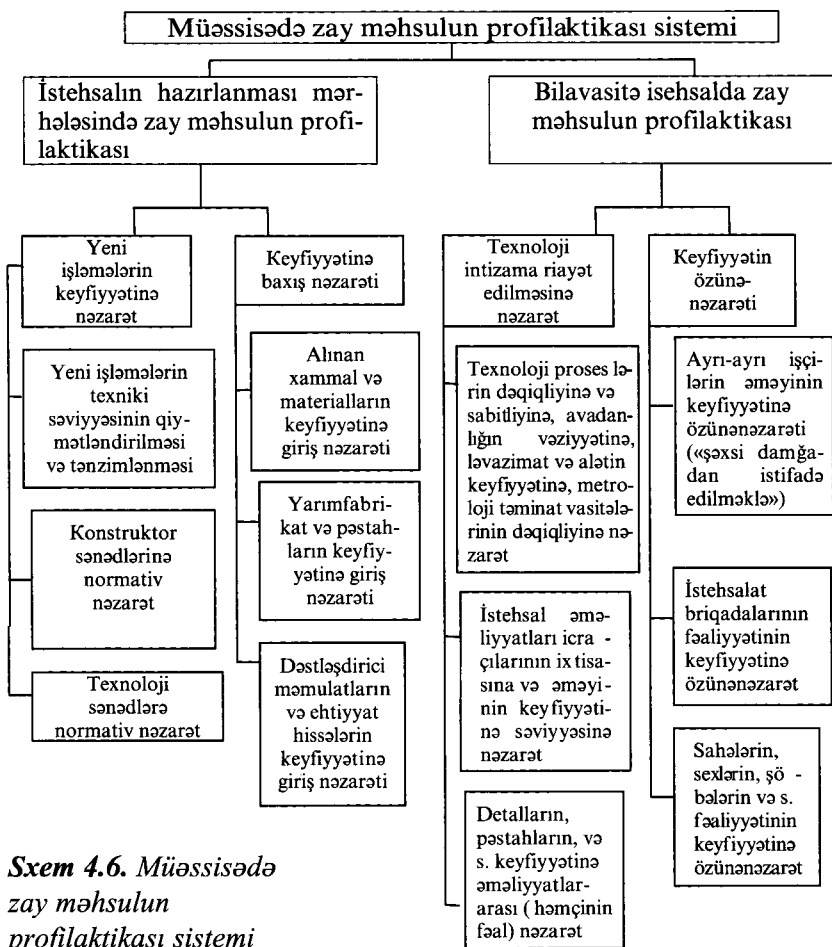 Müəssisədə zay məhsulun profilaktikası sistemi
İstehsalın hazırlanması mər-
hələsində zay məhsulun profi-
laktikası
Bilavasitə isehsalda zay
məhsulun profilaktikası
Yeni
işləmələrin
keyfiyyətinə
nəzarət
Yeni işləmələrin
texniki
səviyyəsinin qiy-
mətləndirilməsi
və tənzimlənməsi
Konstruktor
sənədlərinə
normativ
nəzarət
Texnoloji
sənədlərə
normativ nəzarət
Keyfiyyətinə
baxış nəzarəti
Alınan
xammal və
materialların
keyfiyyətinə
giriş nəzarəti
Yarımfabri-
kat və pəstah-
ların keyfiy-
yətinə giriş
nəzarəti
Dəstləşdirici
məmulatların
və ehtiyyat
hissələrin
keyfiyyətinə
giriş nəzarəti
Texnoloji
intizama riayət
edilməsinə
nəzarət
Texnoloji proses lə-
rin dəqiqliyinə və
sabitliyinə, avadan-
lığın vəziyyətinə,
ləvazimat və alətin
keyfiyyətinə, metro-
loji təminat vasitələ-
rinin dəqiqliyinə nə-
zarət
İstehsal əmə-
liyyatları icra -
çılarının ix tisa-
sına və əməyi-
nin keyfiyyəti-
nə səviyyəsinə
nəzarət
Detalların,
pəstahların, və
s. keyfiyyətinə
əməliyyatlar-
arası ( həmçinin
fəal) nəzarət
Keyfiyyətin
özünə-
nəzarəti
Ayrı-ayrı işçi-
lərin əməyinin
keyfiyyətinə
özünənəzarəti
(«şəxsi damğa-
dan istifadə
edilməklə»)
İstehsalat
briqadalarının
fəaliyyətinin
keyfiyyətinə
özünənəzarət
Sahələrin,
sexlərin, şö -
bələrin və s.
fəaliyyətinin
keyfiyyətinə
özünənəzarət
Sxem 4.6. Müəssisədə
zay məhsulun
profilaktikası sistemi